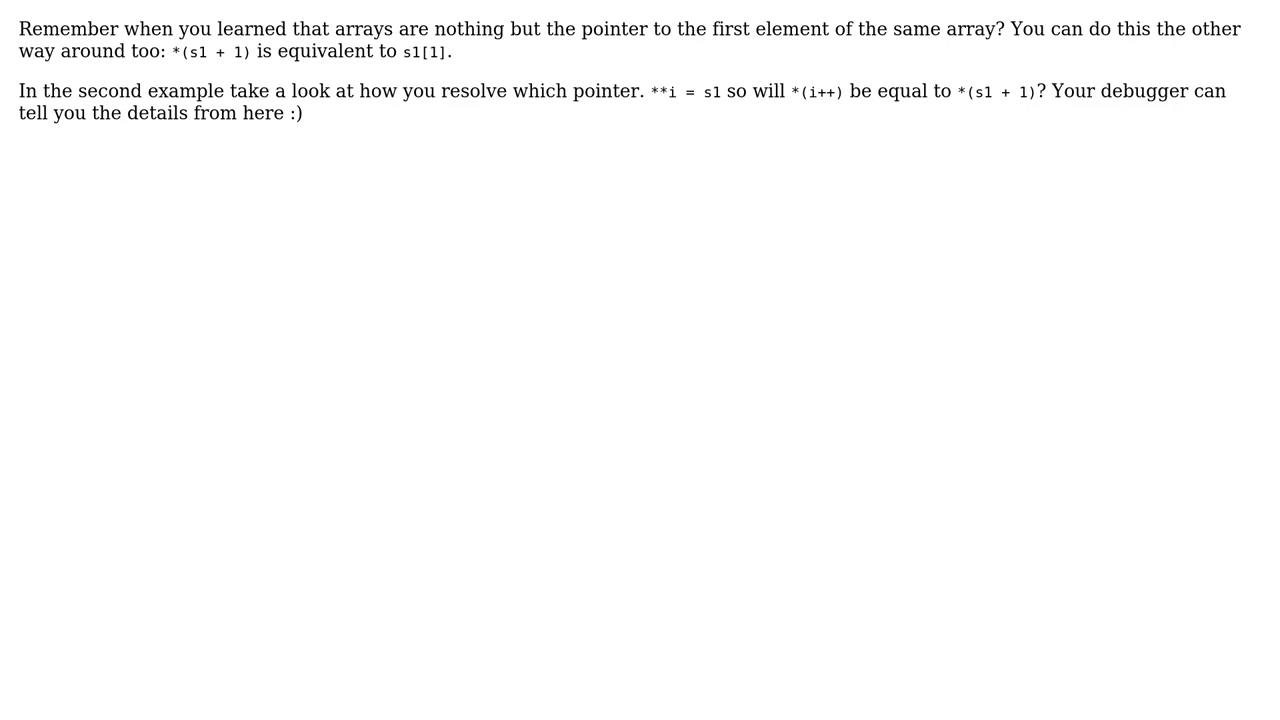 Remember when you learned that arrays are nothing but the pointer to the first element of the same array? You can do this the other
way around too: *(s1 + 1) is equivalent to s1[1].
In the second example take a look at how you resolve which pointer. **i = s1 so will *(i++) be equal to *(s1 + 1)? Your debugger can
tell you the details from here :)